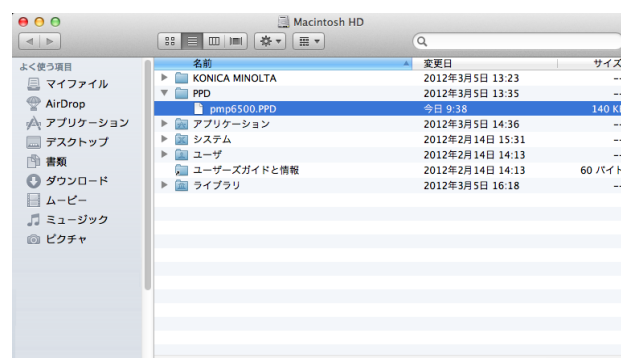 Macintosh HD
よく使う項目
マイファイル
AirDrop
アプリケーション
デスクトップ
書類
ダウンロード
ムービー
ミュージック
ピクチャ
名前 変更日 サイズ
KONICA MINOLTA 2012年3月5日 13:23 --
PPD 2012年3月5日 13:35 --
pmp6500.PPD 今日 9:38 140 K
アプリケーション 2012年3月5日 14:36 --
システム 2012年2月14日 15:31 --
ユーザ 2012年2月14日 14:13 --
ユーザーズガイドと情報 2012年2月14日 14:13 60 バイト
ライブラリ 2012年3月5日 16:18 --